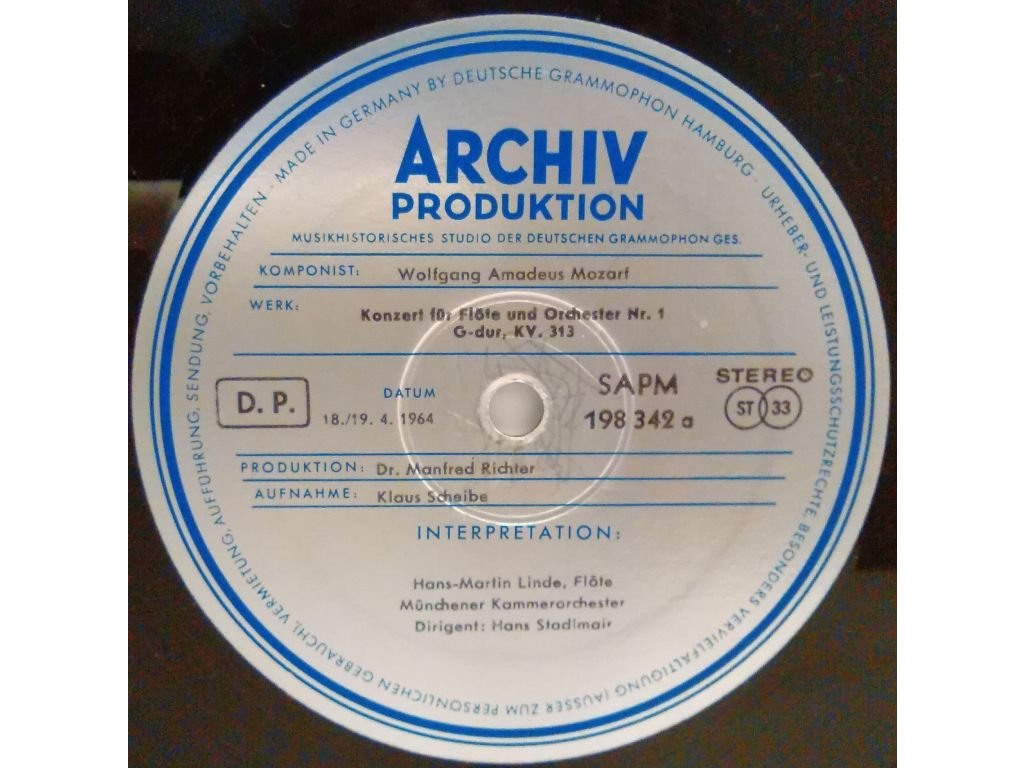 MADE IN GERMANY BY DEUTSCHE GRAMMOPHON HAMBURG · URHEBER- UND LEISTUNGSSCHUTZRECHTE, BESONDERS VERVIELFÄLTIGUNG (AUSSER ZUM PERSÖNLICHEN GEBRAUCH), VERMIETUNG, AUFFÜHRUNG, SENDUNG, VORBEHALTEN ·
ARCHIV
PRODUKTION
MUSIKHISTORISCHES STUDIO DER DEUTSCHEN GRAMMOPHON GES.
KOMPONIST: Wolfgang Amadeus Mozart
WERK: Konzert für Flöte und Orchester Nr. 1
G-dur, KV. 313
D. P.
DATUM
18./19. 4. 1964
SAPM
198 342 a
STEREO
ST 33
PRODUKTION: Dr. Manfred Richter
AUFNAHME: Klaus Scheibe
INTERPRETATION:
Hans-Martin Linde, Flöte
Münchener Kammerorchester
Dirigent: Hans Stadlmair